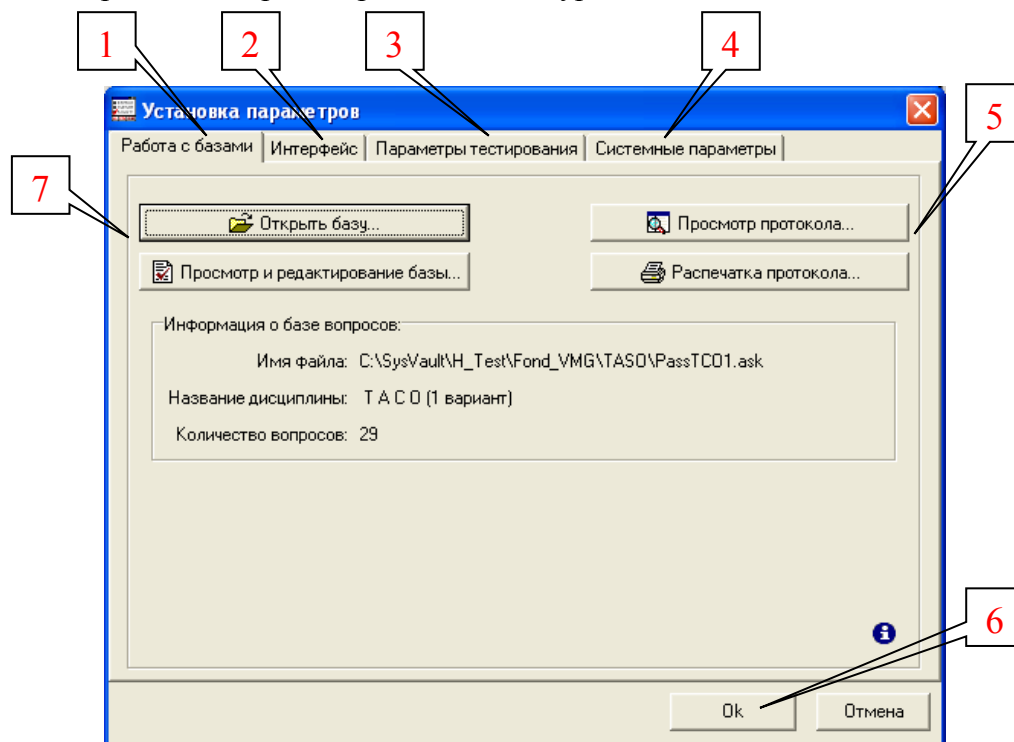 1 2 3 4
Установка параметров
5
Работа с базами Интерфейс Параметры тестирования Системные параметры
7
Открыть базу... Просмотр протокола...
Просмотр и редактирование базы... Распечатка протокола...
Информация о базе вопросов:
Имя файла: C:\SysVault\H_Test\Fond_VMG\TASO\PassTCO1.ask
Название дисциплины: Т А С О (1 вариант)
Количество вопросов: 29
6
Ok Отмена